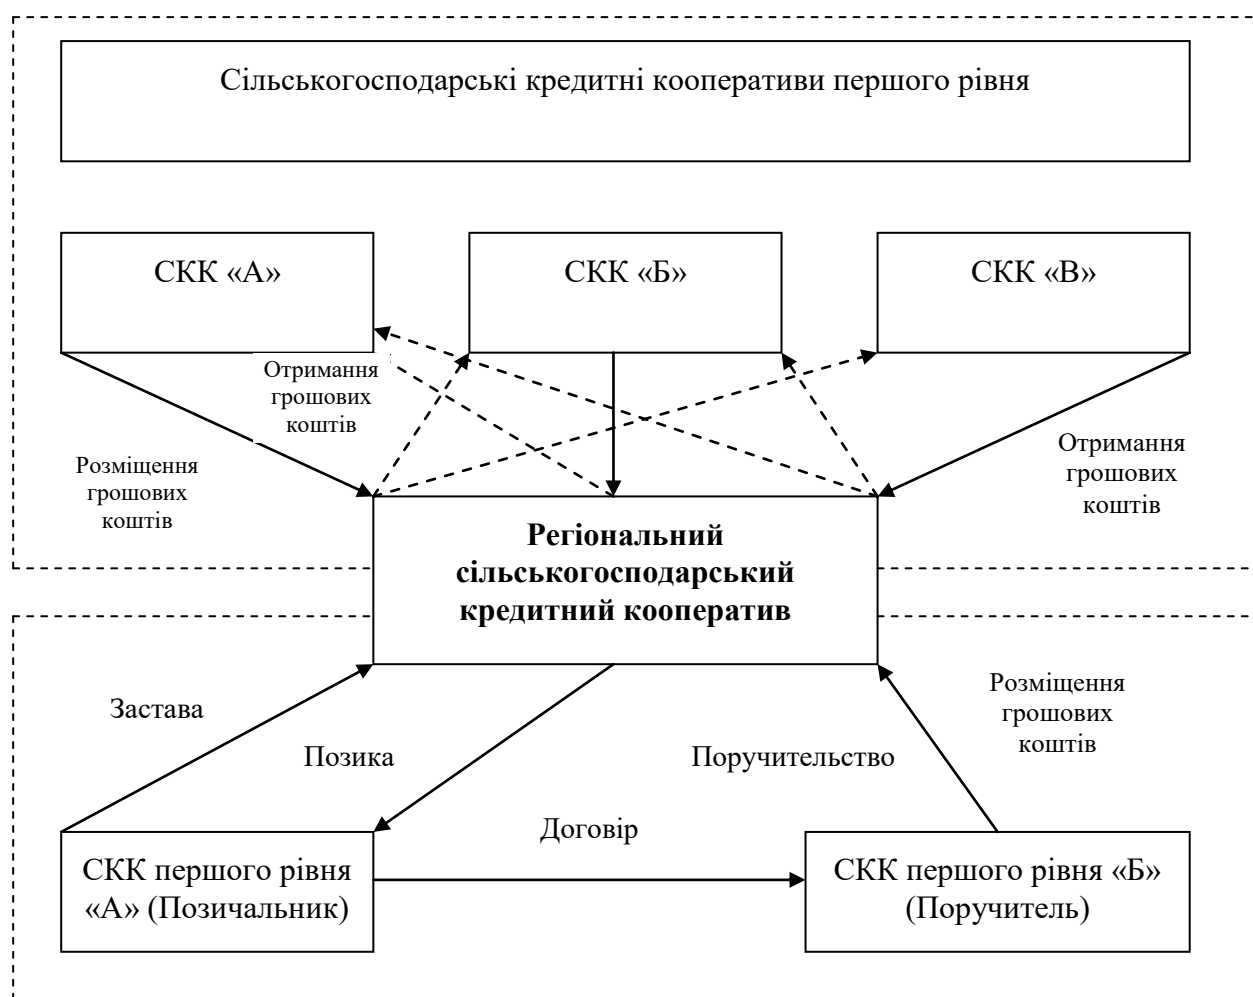 Сільськогосподарські кредитні кооперативи першого рівня
СКК «А»
СКК «Б»
СКК «В»
Отримання
грошових
коштів
Розміщення
грошових
коштів
Отримання
грошових
коштів
Регіональний
сільськогосподарський
кредитний кооператив
Застава
Позика
Поручительство
Розміщення
грошових
коштів
Договір
СКК першого рівня
«А» (Позичальник)
СКК першого рівня «Б»
(Поручитель)